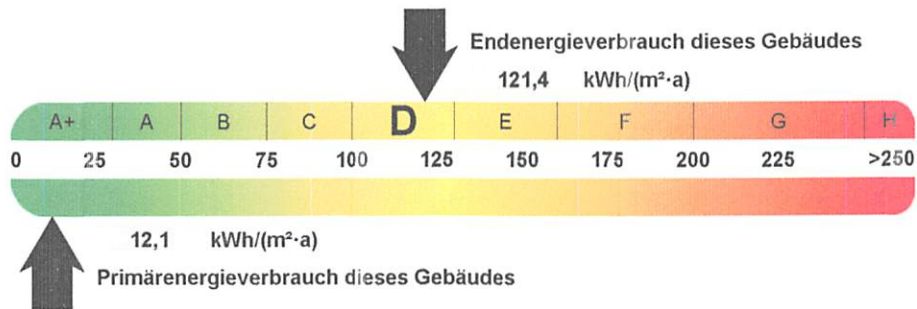 Endenergieverbrauch dieses Gebäudes
121,4 kWh/(m²·a)
A+ A B C D E F G H
0 25 50 75 100 125 150 175 200 225 >250
12,1 kWh/(m²·a)
Primärenergieverbrauch dieses Gebäudes